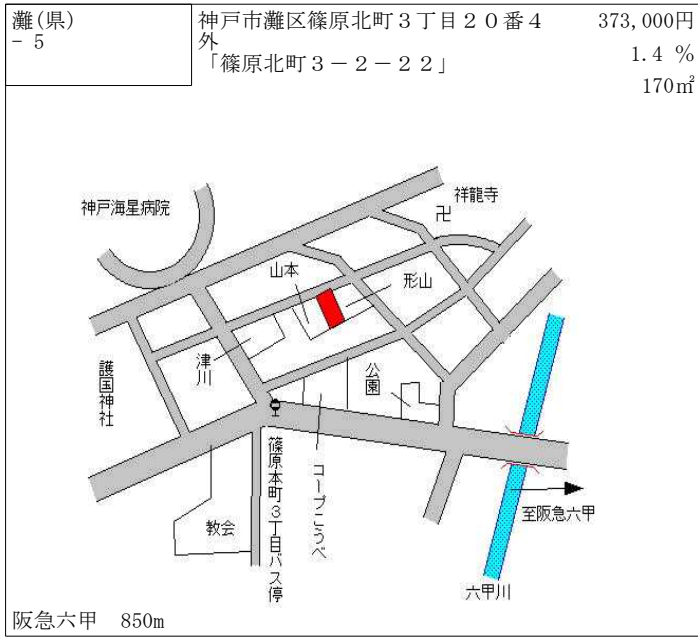 灘(県)
- 5
神戸市灘区篠原北町３丁目２０番４
外
「篠原北町３－２－２２」
373,000円
1.4 %
170㎡
神戸海星病院
祥龍寺
卍
山本
形山
津川
護国神社
公園
篠原本町３丁目バス停
コープこうべ
教会
至阪急六甲
六甲川
阪急六甲 850m